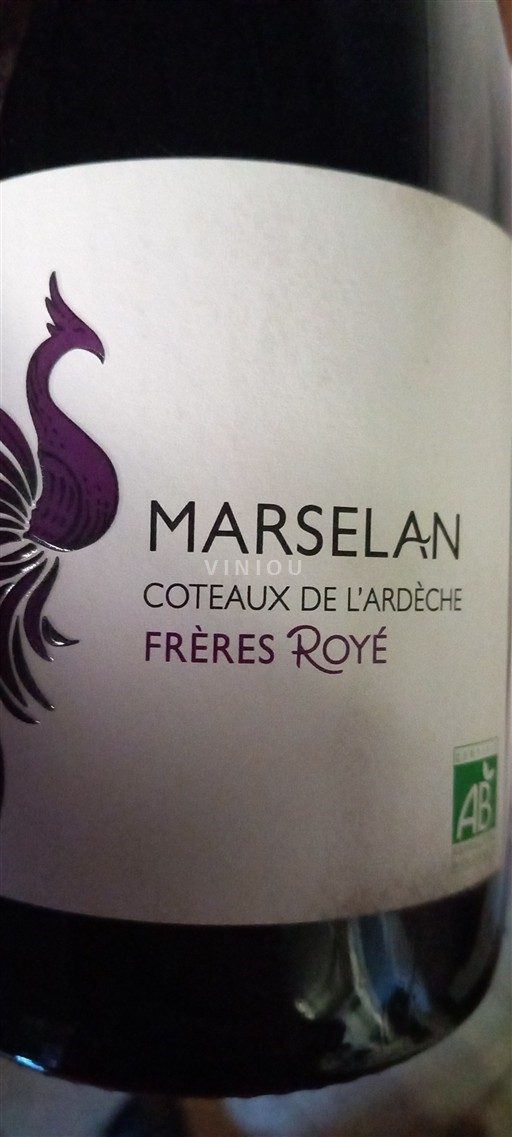 MARSELAN
VINIOU
COTEAUX DE L'ARDÈCHE
FRÈRES ROYÉ
AB